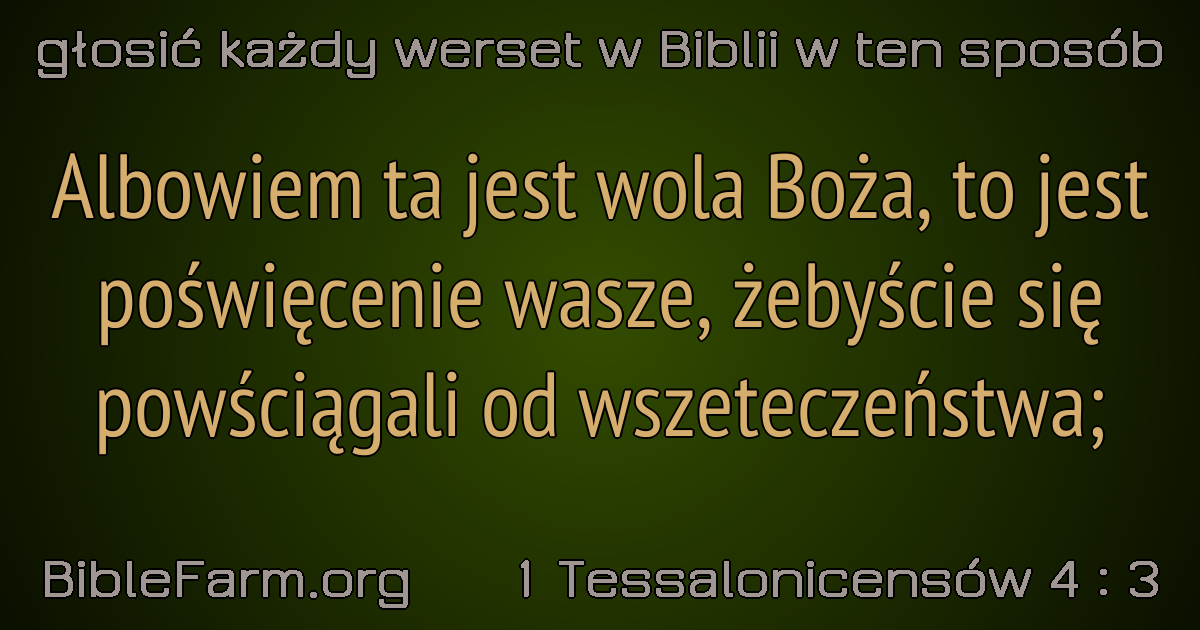 głosić każdy werset w Biblii w ten sposób
Albowiem ta jest wola Boża, to jest
poświęcenie wasze, żebyście się
powściągali od wszeteczeństwa;
BibleFarm.org 1 Tessalonicensów 4 : 3